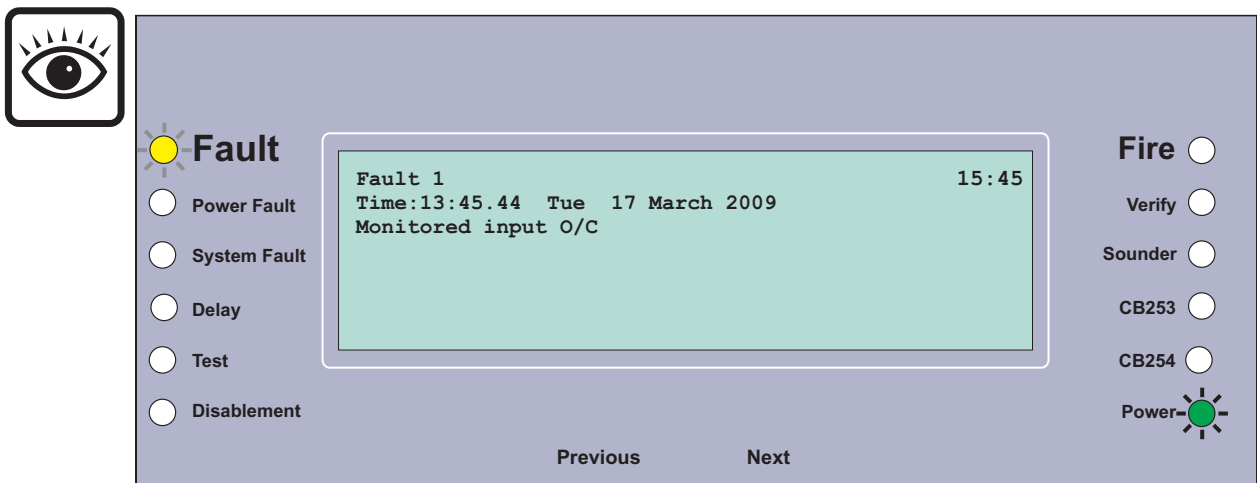 Fault
Power Fault
System Fault
Delay
Test
Disablement
Fault 1 15:45
Time:13:45.44 Tue 17 March 2009
Monitored input O/C
Fire
Verify
Sounder
CB253
CB254
Power
Previous Next